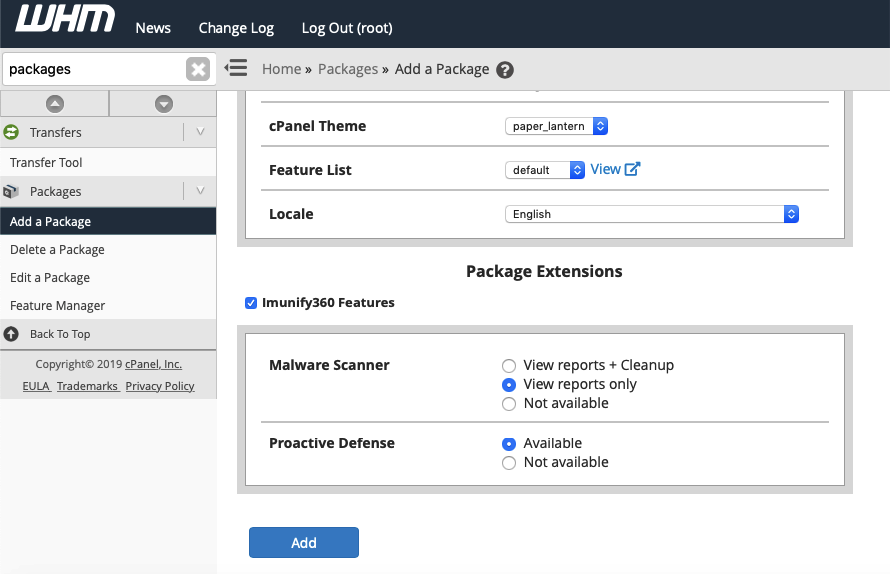 WHM
News Change Log Log Out (root)
packages
Home » Packages » Add a Package ?
Transfers
Transfer Tool
Packages
Add a Package
Delete a Package
Edit a Package
Feature Manager
Back To Top
Copyright© 2019 cPanel, Inc.
EULA Trademarks Privacy Policy
cPanel Theme paper_lantern
Feature List default View
Locale English
Package Extensions
Imunify360 Features
Malware Scanner View reports + Cleanup
View reports only
Not available
Proactive Defense Available
Not available
Add